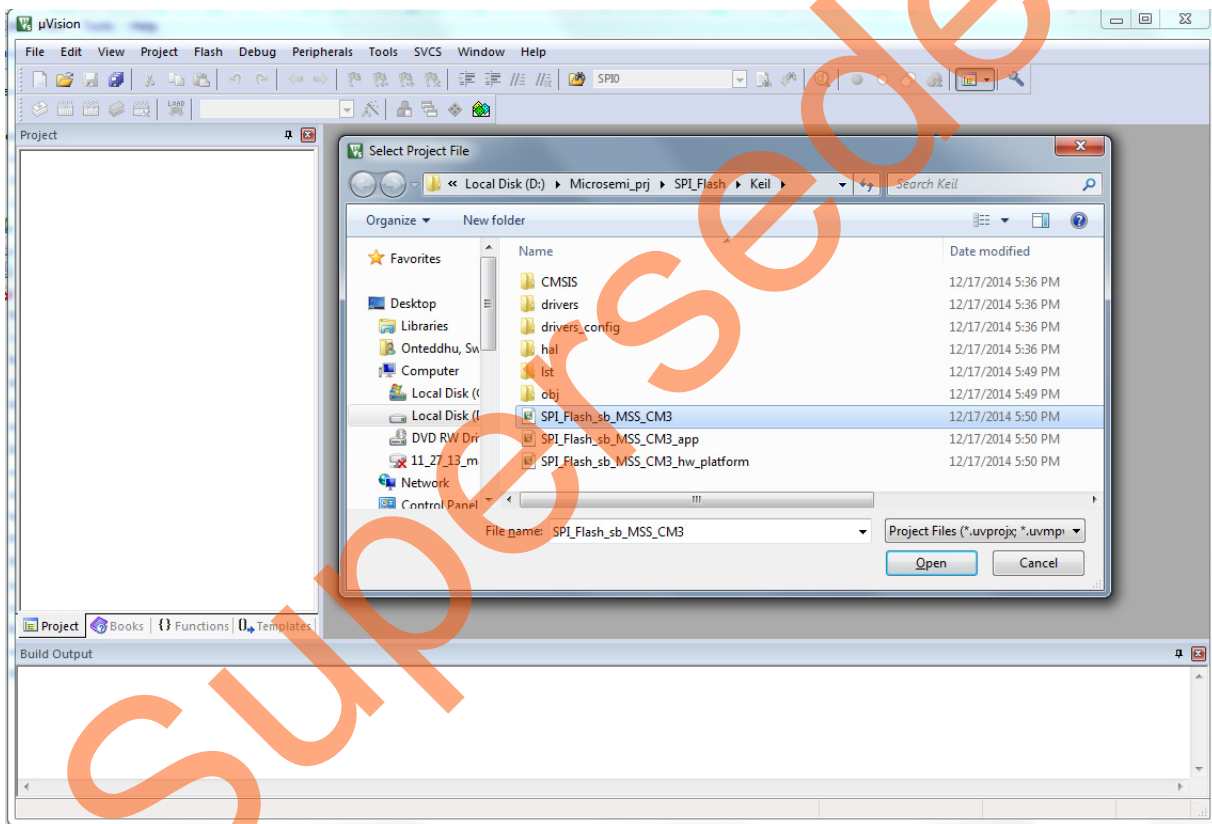 µVision
File Edit View Project Flash Debug Peripherals Tools SVCS Window Help
SPI0
LOAD
Project
Select Project File
« Local Disk (D:) Microsemi_prj SPI_Flash Keil Search Keil
Organize New folder
Name Date modified
Favorites
Desktop
Libraries
Onteddhu, Sw
Computer
Local Disk (
Local Disk (
DVD RW Dri
11_27_13_m
Network
Control Panel
CMSIS 12/17/2014 5:36 PM
drivers 12/17/2014 5:36 PM
drivers_config 12/17/2014 5:36 PM
hal 12/17/2014 5:36 PM
lst 12/17/2014 5:49 PM
obj 12/17/2014 5:49 PM
SPI_Flash_sb_MSS_CM3 12/17/2014 5:50 PM
SPI_Flash_sb_MSS_CM3_app 12/17/2014 5:50 PM
SPI_Flash_sb_MSS_CM3_hw_platform 12/17/2014 5:50 PM
File name: SPI_Flash_sb_MSS_CM3 Project Files (*.uvprojx; *.uvmp
Open Cancel
Project Books {} Functions Templates
Build Output
Supersede